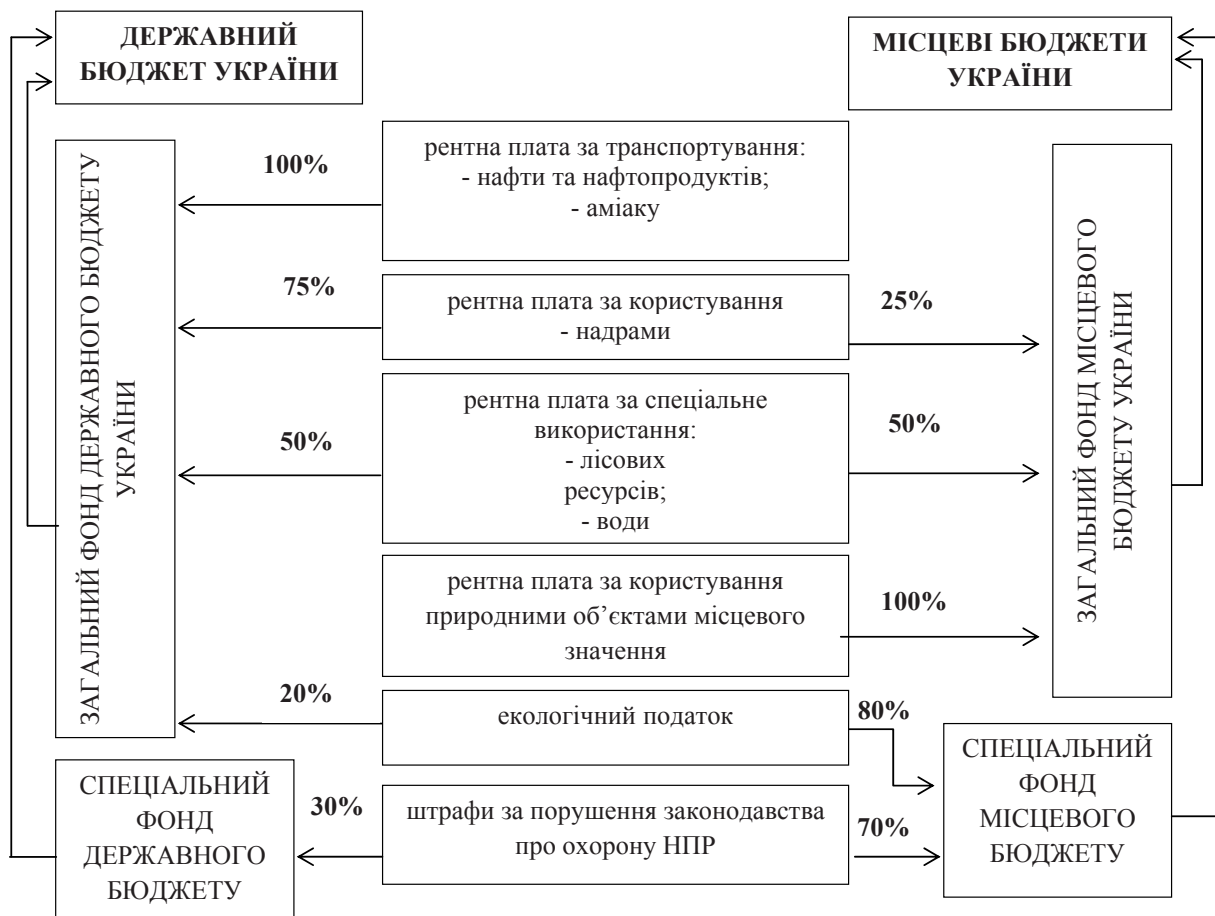 ДЕРЖАВНИЙ
БЮДЖЕТ УКРАЇНИ
МІСЦЕВІ БЮДЖЕТИ
УКРАЇНИ
ЗАГАЛЬНИЙ ФОНД ДЕРЖАВНОГО БЮДЖЕТУ
УКРАЇНИ
100%
рентна плата за транспортування:
- нафти та нафтопродуктів;
- аміаку
75%
рентна плата за користування
- надрами
25%
50%
рентна плата за спеціальне
використання:
- лісових
ресурсів;
- води
50%
рентна плата за користування
природними об’єктами місцевого
значення
100%
ЗАГАЛЬНИЙ ФОНД МІСЦЕВОГО
БЮДЖЕТУ УКРАЇНИ
20%
екологічний податок
80%
СПЕЦІАЛЬНИЙ
ФОНД
ДЕРЖАВНОГО
БЮДЖЕТУ
30%
штрафи за порушення законодавства
про охорону НПР
70%
СПЕЦІАЛЬНИЙ
ФОНД
МІСЦЕВОГО
БЮДЖЕТУ